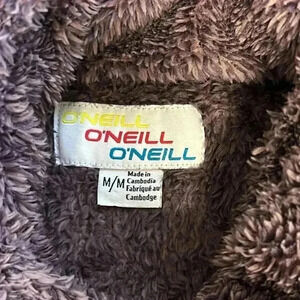 O'NEILL
O'NEILL
O'NEILL
M/M
Made in
Cambodia
Fabriqué au
Cambodge